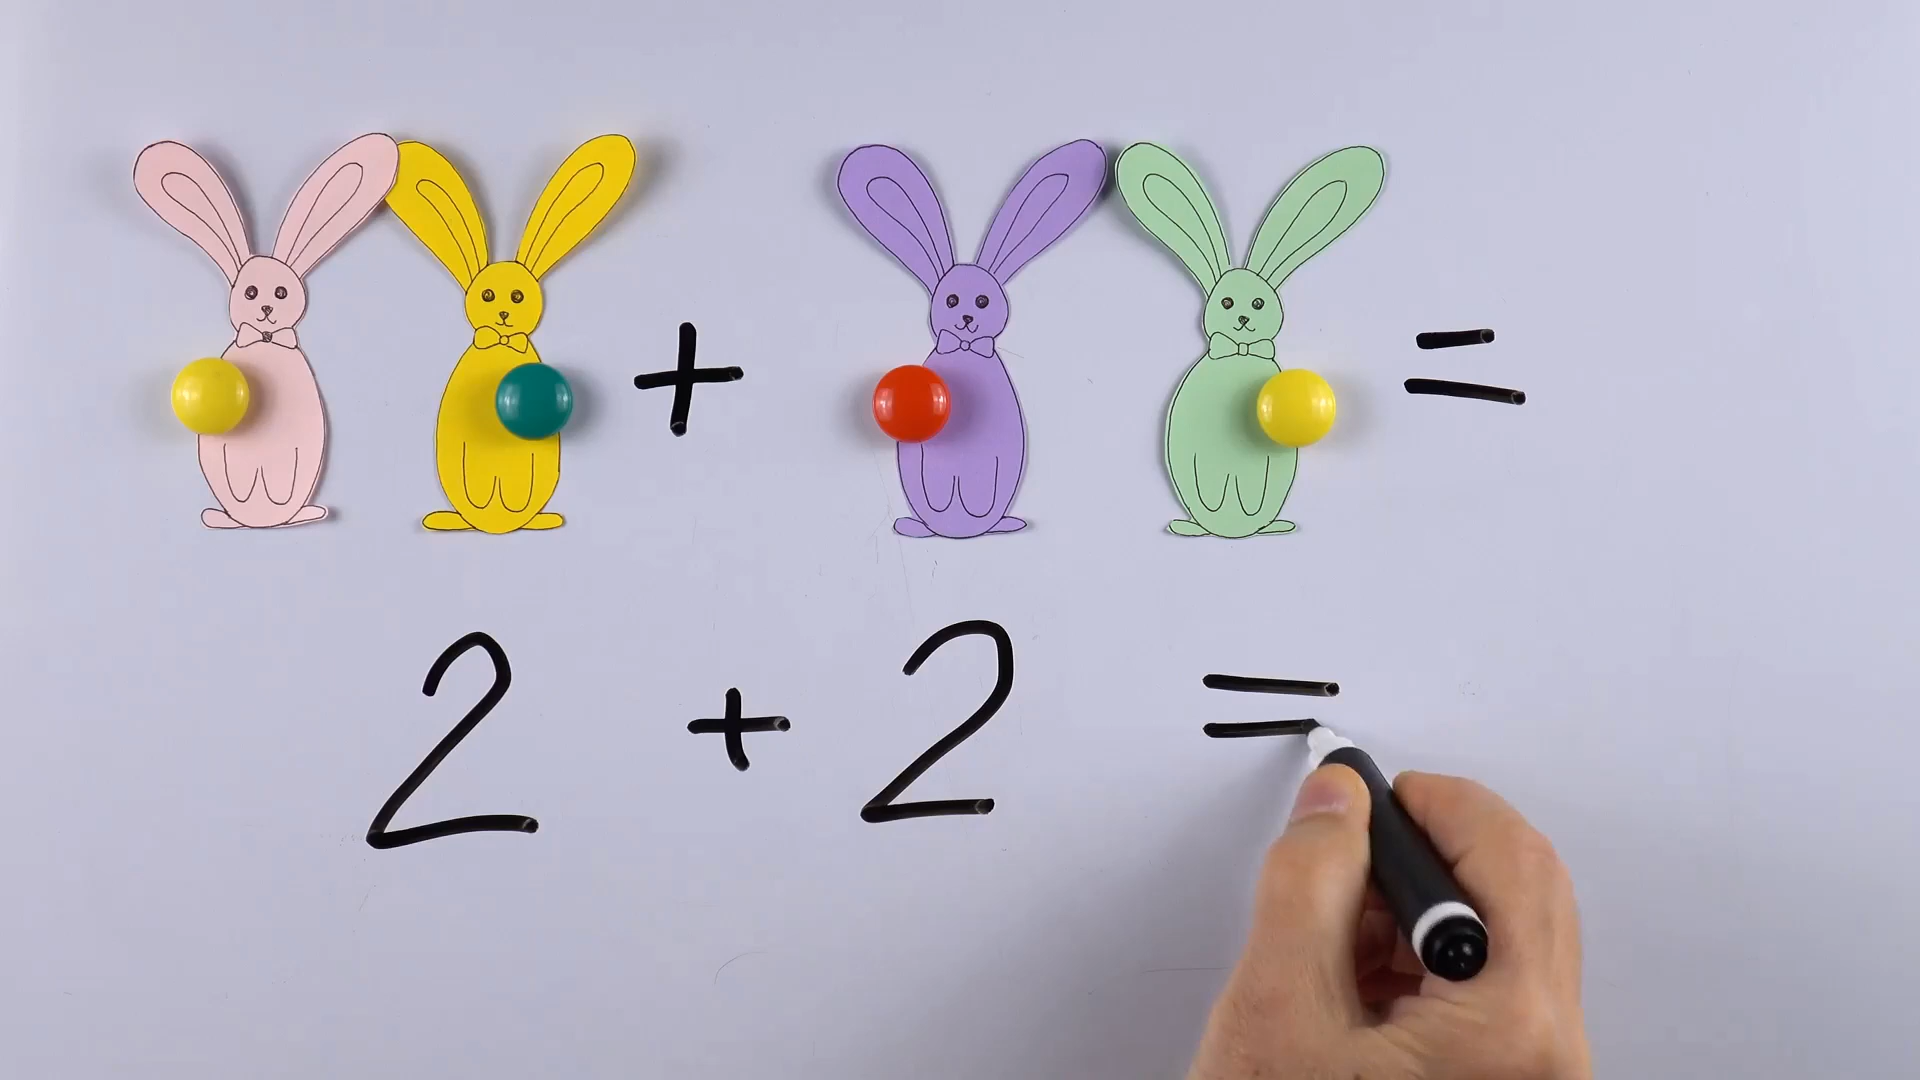 + =
2 + 2 =